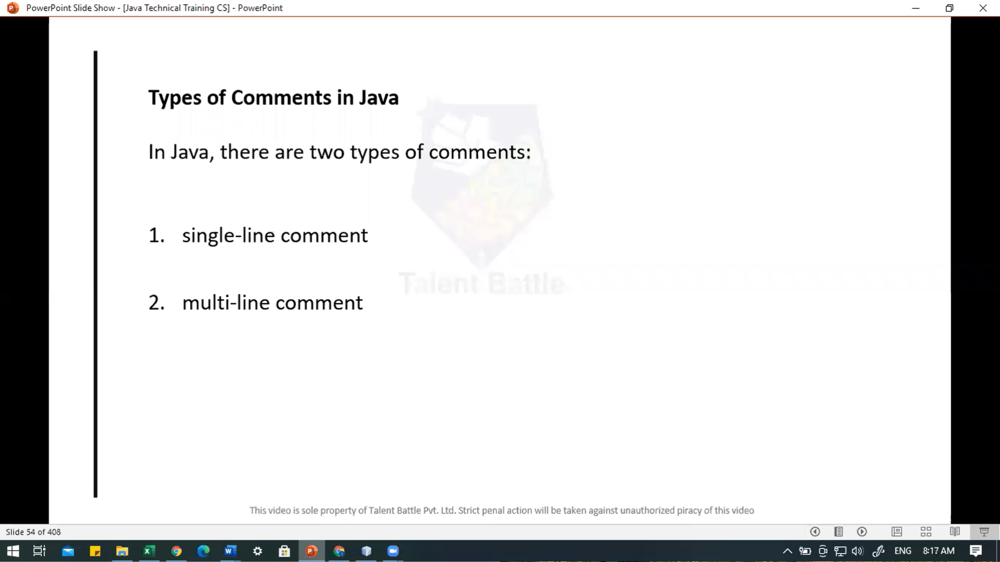 PowerPoint Slide Show - [Java Technical Training CS] - PowerPoint
Types of Comments in Java
In Java, there are two types of comments:
1. single-line comment
Talent Battle
2. multi-line comment
This video is sole property of Talent Battle Pvt. Ltd. Strict penal action will be taken against unauthorized piracy of this video
Slide 54 of 408
ENG 8:17 AM